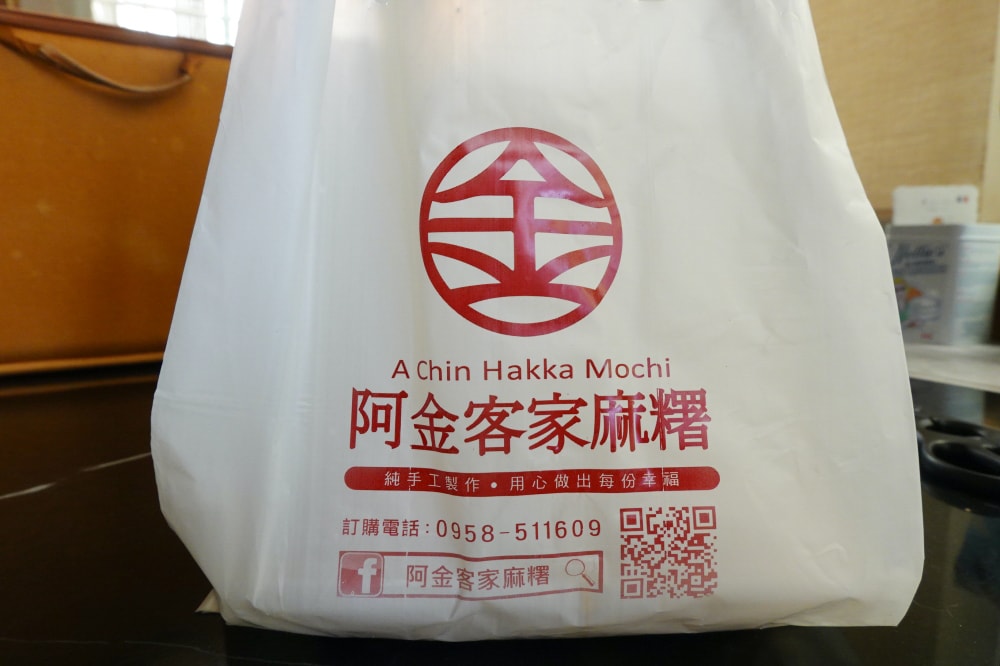 金
A Chin Hakka Mochi
阿金客家麻糬
純手工製作•用心做出每份幸福
訂購電話:0958-511609
f 阿金客家麻糬